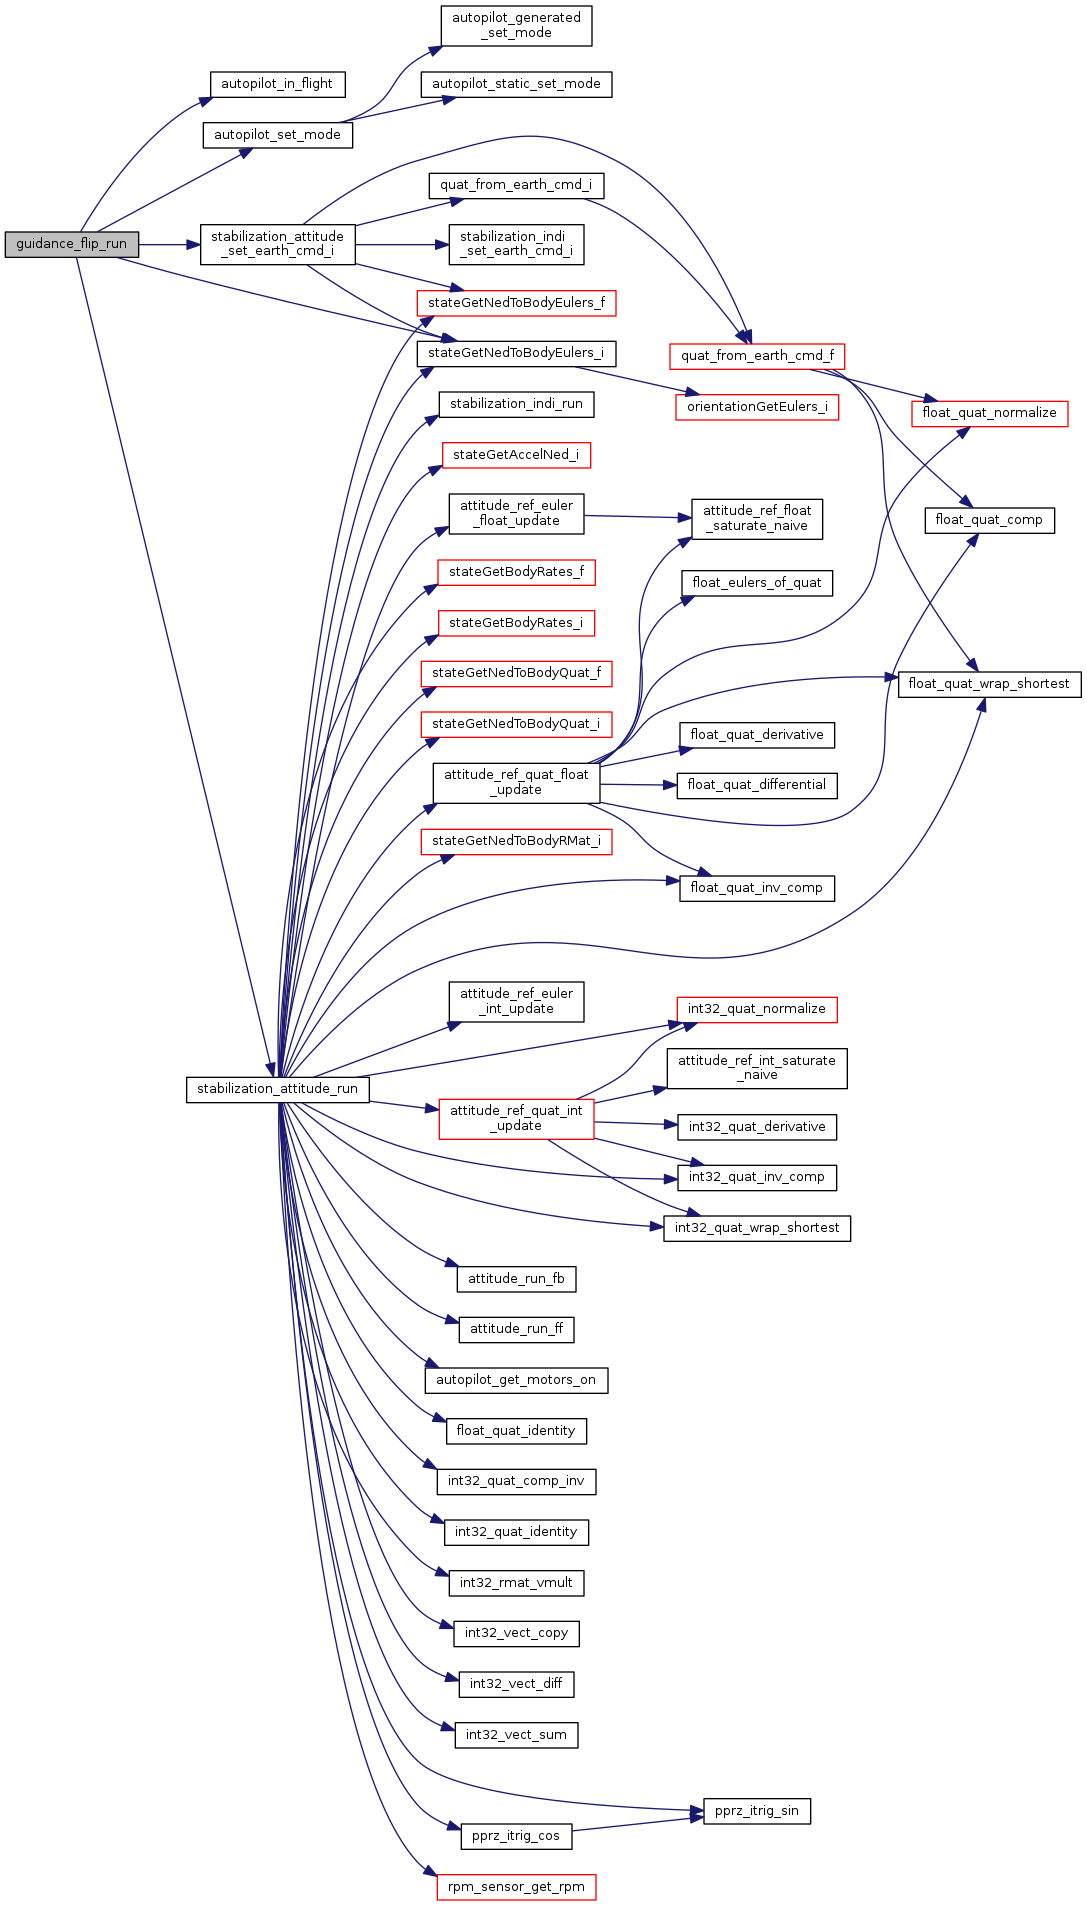 autopilot_generated
_set_mode
autopilot_in_flight
autopilot_static_set_mode
autopilot_set_mode
quat_from_earth_cmd_i
guidance_flip_run
stabilization_attitude
_set_earth_cmd_i
stabilization_indi
_set_earth_cmd_i
stateGetNedToBodyEulers_f
stateGetNedToBodyEulers_i
quat_from_earth_cmd_f
stabilization_indi_run
orientationGetEulers_i
float_quat_normalize
stateGetAccelNed_i
attitude_ref_euler
_float_update
attitude_ref_float
_saturate_naive
float_quat_comp
stateGetBodyRates_f
float_eulers_of_quat
stateGetBodyRates_i
stateGetNedToBodyQuat_f
float_quat_wrap_shortest
stateGetNedToBodyQuat_i
float_quat_derivative
attitude_ref_quat_float
_update
float_quat_differential
stateGetNedToBodyRMat_i
float_quat_inv_comp
attitude_ref_euler
_int_update
int32_quat_normalize
attitude_ref_int_saturate
_naive
stabilization_attitude_run
attitude_ref_quat_int
_update
int32_quat_derivative
int32_quat_inv_comp
int32_quat_wrap_shortest
attitude_run_fb
attitude_run_ff
autopilot_get_motors_on
float_quat_identity
int32_quat_comp_inv
int32_quat_identity
int32_rmat_vmult
int32_vect_copy
int32_vect_diff
int32_vect_sum
pprz_itrig_sin
pprz_itrig_cos
rpm_sensor_get_rpm